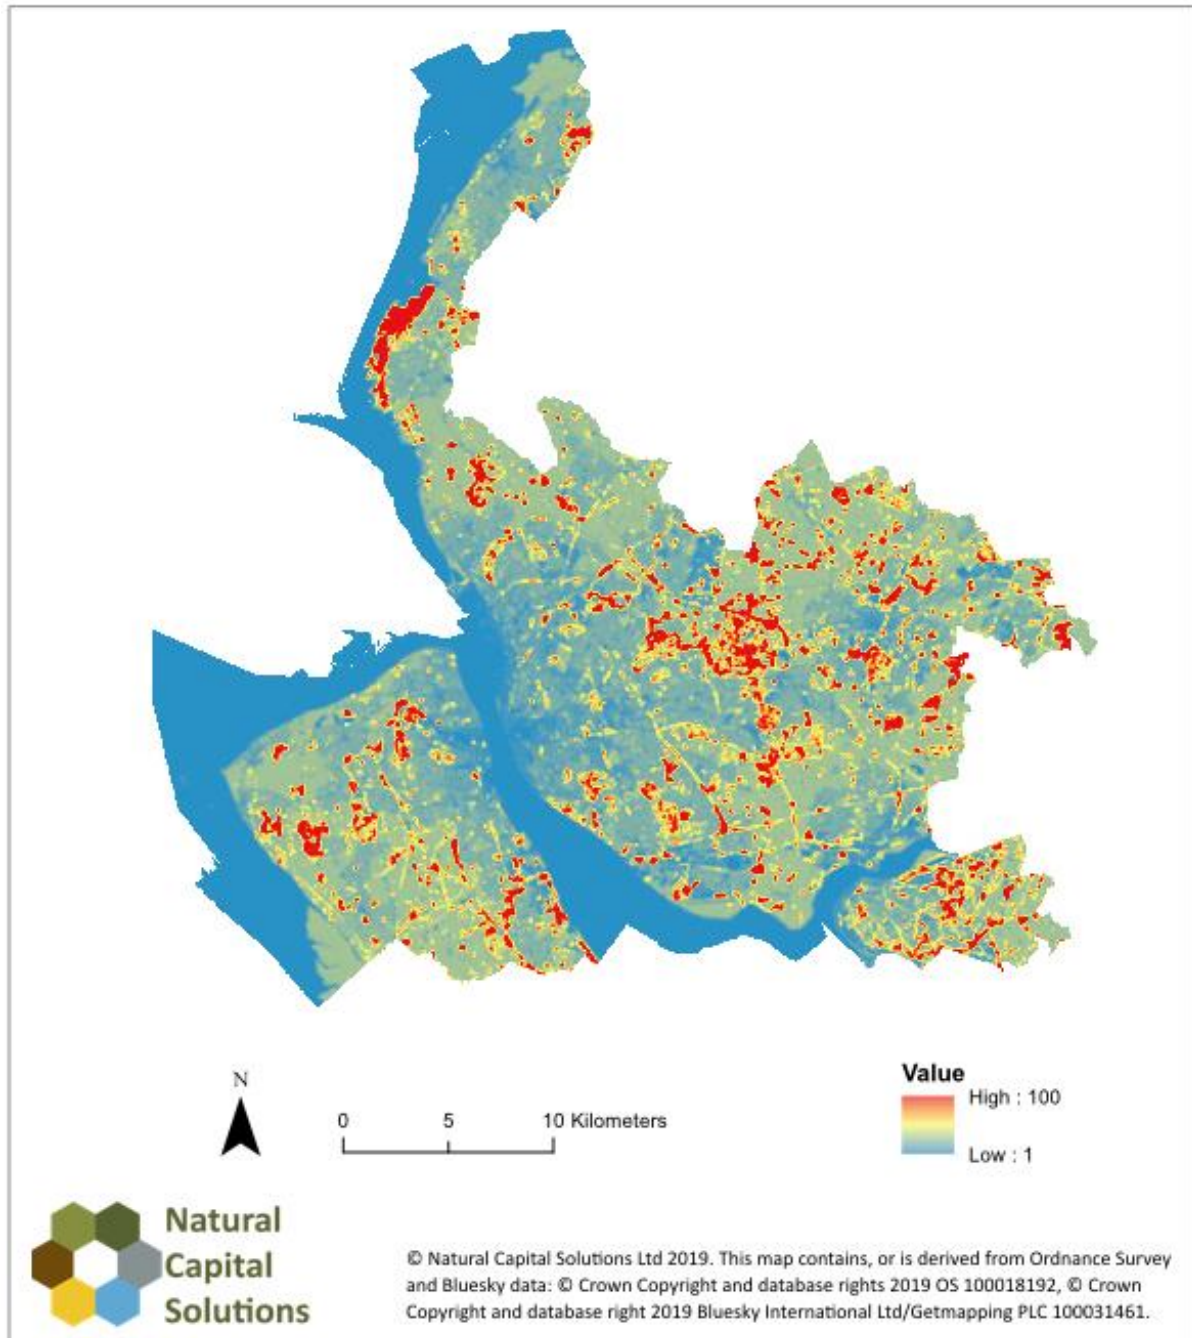 N
0 5 10 Kilometers
Value
High : 100
Low : 1
Natural
Capital
Solutions
© Natural Capital Solutions Ltd 2019. This map contains, or is derived from Ordnance Survey
and Bluesky data: © Crown Copyright and database rights 2019 OS 100018192, © Crown
Copyright and database right 2019 Bluesky International Ltd/Getmapping PLC 100031461.